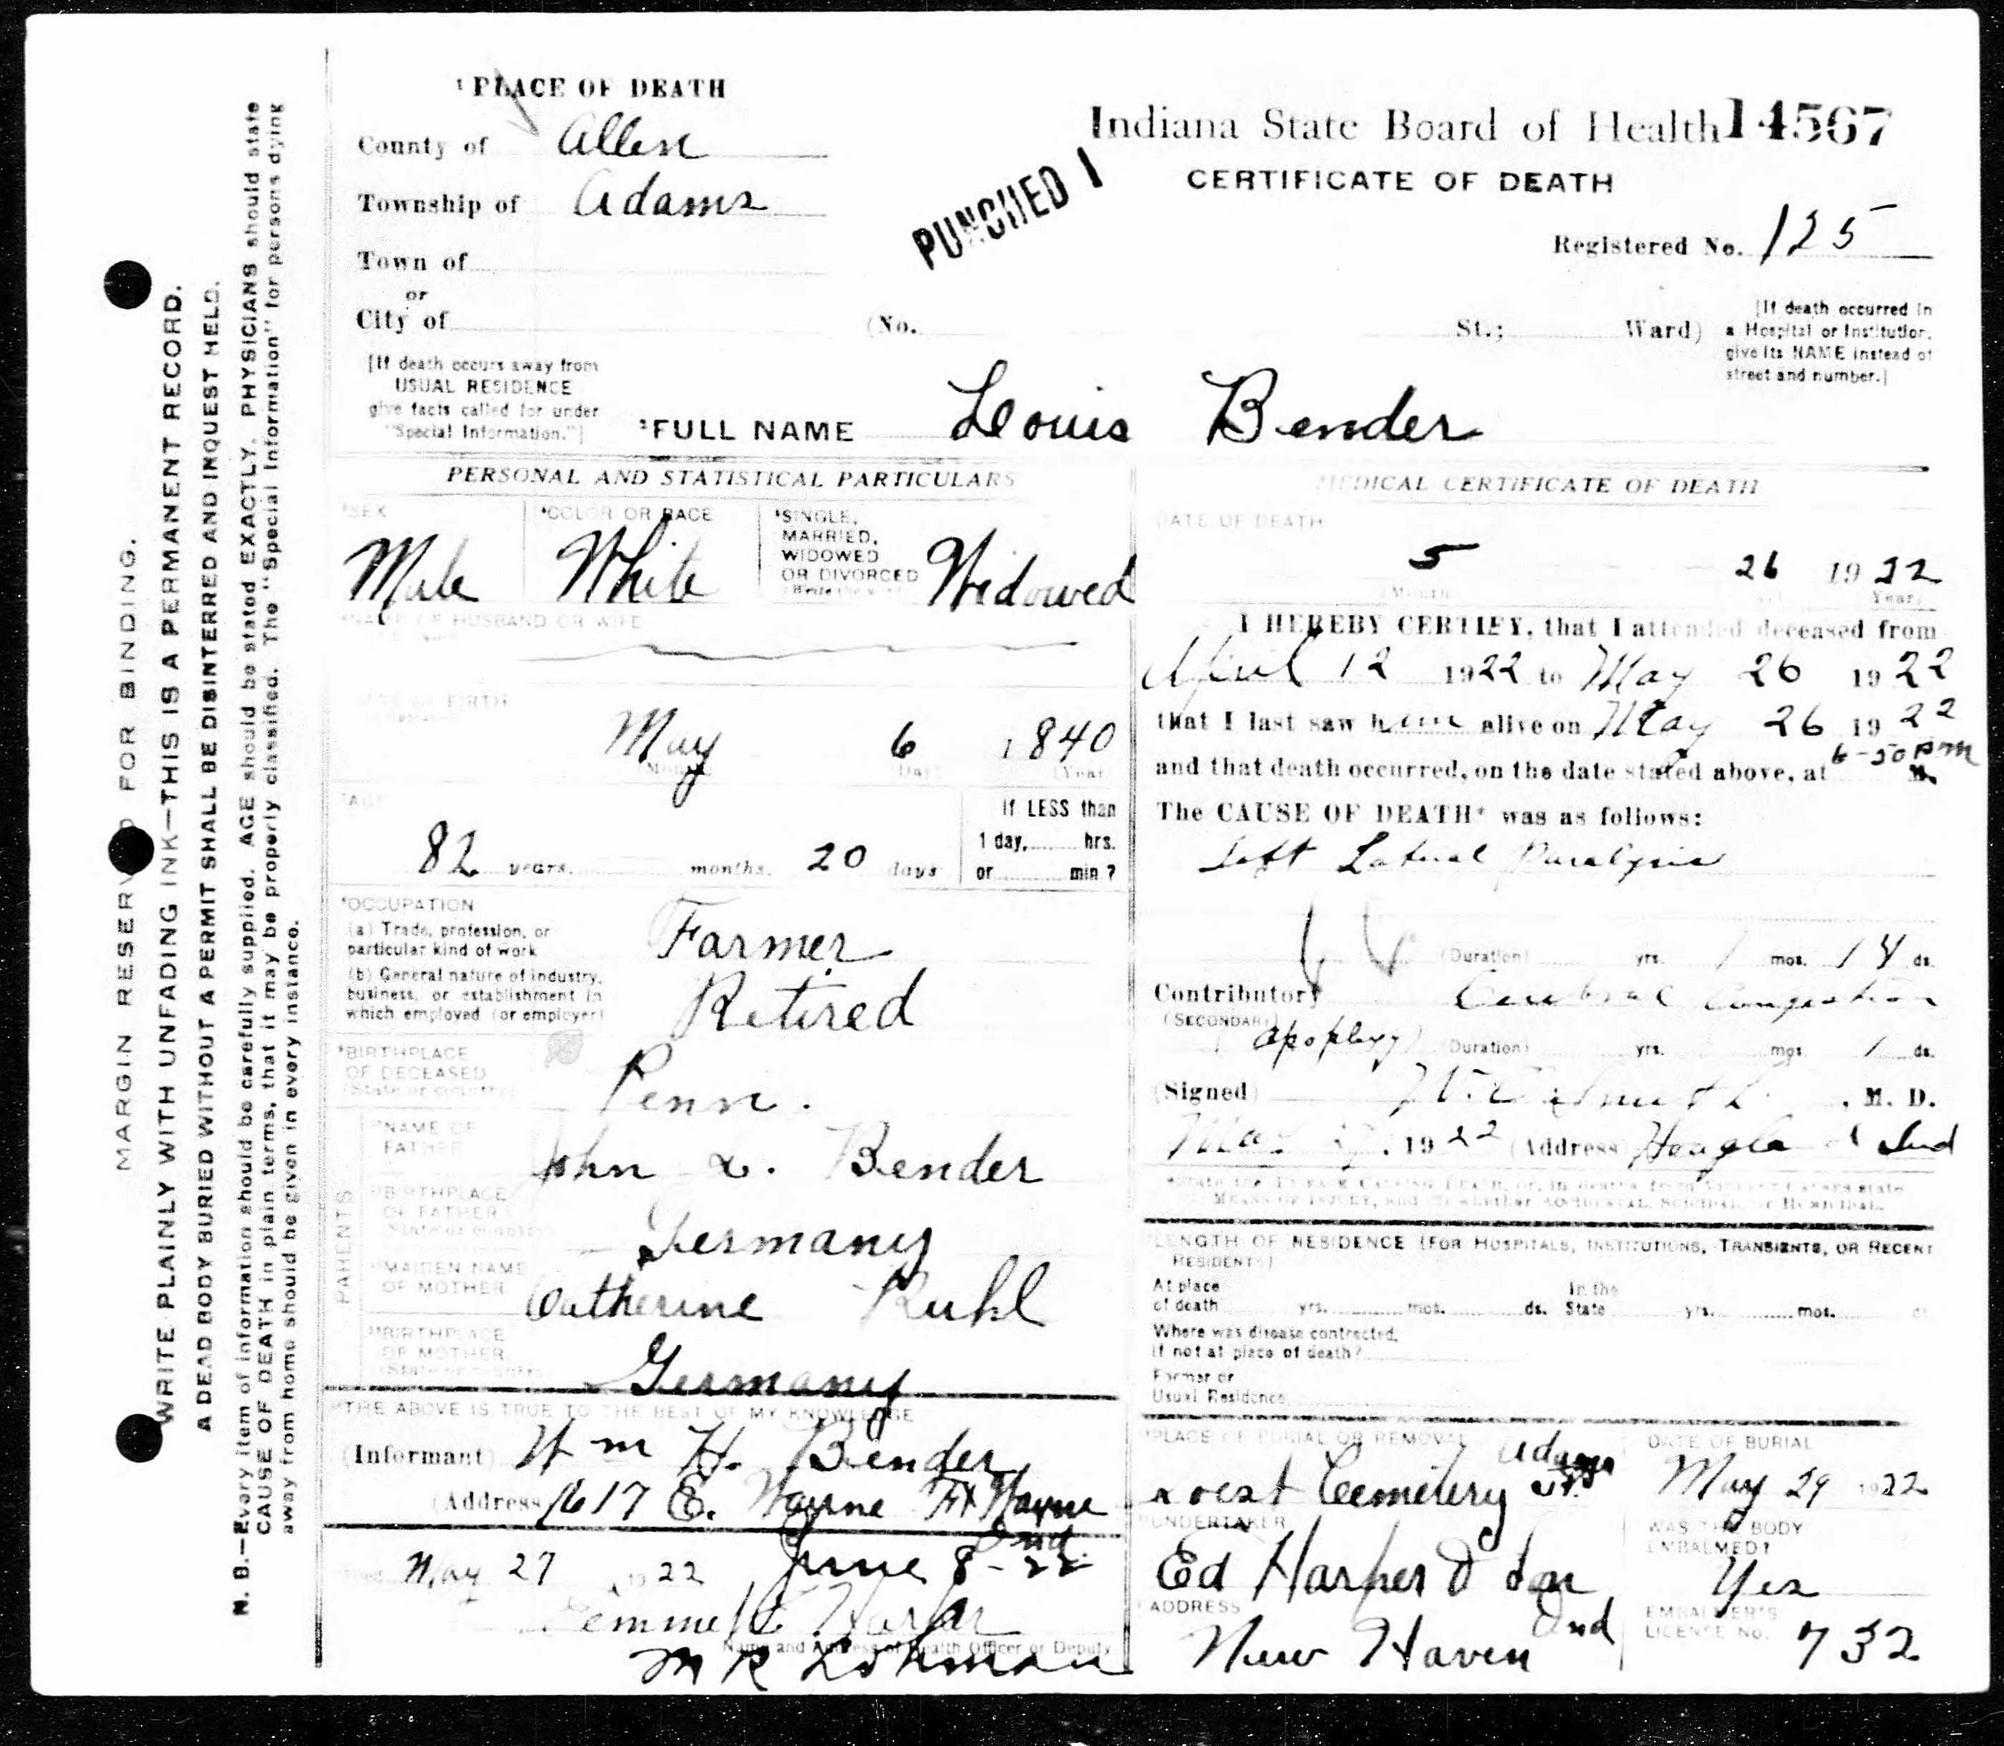 ¹ PLACE OF DEATH
County of Allen
Township of Adams
Town of
or
City of
(No. St.; Ward)
Indiana State Board of Health 14567
CERTIFICATE OF DEATH
PUNCHED 1
Registered No. 125
[If death occurred in
a Hospital or Institution,
give its NAME instead of
street and number.]
[If death occurs away from
USUAL RESIDENCE
give facts called for under
"Special Information."]
²FULL NAME Louis Bender
MARGIN RESERVED FOR BINDING.
WRITE PLAINLY WITH UNFADING INK—THIS IS A PERMANENT RECORD.
A DEAD BODY BURIED WITHOUT A PERMIT SHALL BE DISINTERRED AND INQUEST HELD.
N. B.—Every item of information should be carefully supplied. AGE should be stated EXACTLY. PHYSICIANS should state
CAUSE OF DEATH in plain terms, that it may be properly classified. The "Special Information" for persons dying
away from home should be given in every instance.
PERSONAL AND STATISTICAL PARTICULARS
SEX
Male
COLOR OR RACE
White
SINGLE,
MARRIED,
WIDOWED
OR DIVORCED
Widowed
NAME OF HUSBAND OR WIFE
DATE OF BIRTH
May 6 1840
(Month) (Day) (Year)
AGE
82 years. months. 20 days
If LESS than
1 day, hrs.
or min.?
OCCUPATION
(a) Trade, profession, or
particular kind of work
Farmer
(b) General nature of industry,
business, or establishment in
which employed (or employer)
Retired
BIRTHPLACE
OF DECEASED
(State or country)
Penn.
PARENTS
NAME OF
FATHER
John L. Bender
BIRTHPLACE
OF FATHER
(State or country)
Germany
MAIDEN NAME
OF MOTHER
Catherine Ruhl
BIRTHPLACE
OF MOTHER
(State or country)
Germany
THE ABOVE IS TRUE TO THE BEST OF MY KNOWLEDGE
(Informant) Wm H. Bender
(Address) 1617 E. Wayne Ft Wayne
Ind.
Filed May 27, 1922 June 8-22
Harper
Name and Address of Health Officer or Deputy
M R Lohman
MEDICAL CERTIFICATE OF DEATH
DATE OF DEATH
5 26 1922
Month Year
I HEREBY CERTIFY, that I attended deceased from
April 12 1922 to May 26 1922
that I last saw him alive on May 26 1922
and that death occurred, on the date stated above, at 6-50 PM M.
The CAUSE OF DEATH* was as follows:
Left Lateral Paralysis
(Duration) yrs. 1 mos. 14 ds.
Contributory Cerebral Congestion
(SECONDARY)
apoplexy (Duration) yrs. mos. 1 ds.
(Signed) Smith, M. D.
May 27, 1922 (Address) Hoagland Ind
*State the DISEASE CAUSING DEATH, or, in deaths from VIOLENT CAUSES state
MEANS OF INJURY, and whether ACCIDENTAL, SUICIDAL, or HOMICIDAL.
LENGTH OF RESIDENCE (FOR HOSPITALS, INSTITUTIONS, TRANSIENTS, OR RECENT
RESIDENTS)
At place
of death yrs. mos. ds.
In the
State yrs. mos. ds
Where was disease contracted,
if not at place of death?
Former or
Usual Residence
PLACE OF BURIAL OR REMOVAL
Adams
Cemetery
DATE OF BURIAL
May 29 1922
UNDERTAKER
Ed Harper & Son
WAS THE BODY
EMBALMED?
Yes
ADDRESS
New Haven Ind
EMBALMER'S
LICENSE NO. 732